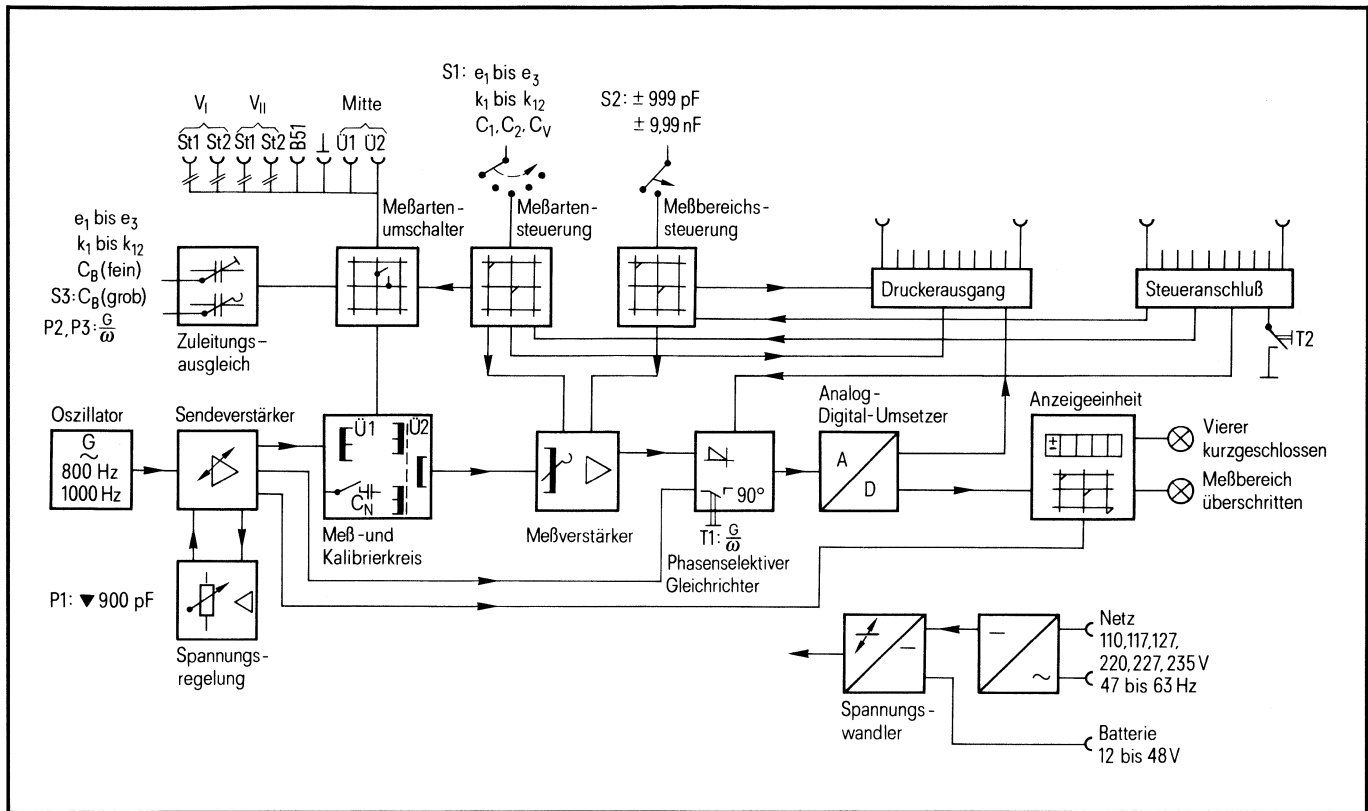 S1: e1 bis e3
k1 bis k12
C1, C2, CV
S2: ± 999 pF
± 9,99 nF
VI
VII
Mitte
St1 St2 St1 St2 B51 ⊥ Ü1 Ü2
Meßarten-
umschalter
Meßarten-
steuerung
Meßbereichs-
steuerung
e1 bis e3
k1 bis k12
CB (fein)
S3: CB (grob)
P2, P3: G/ω
Zuleitungs-
ausgleich
Druckerausgang
Steueranschluß
T2
Oszillator
G
~
800 Hz
1000 Hz
Sendeverstärker
Ü1
Ü2
CN
Meß- und
Kalibrierkreis
Meßverstärker
90°
T1: G/ω
Phasenselektiver
Gleichrichter
Analog-
Digital-Umsetzer
A
D
Anzeigeeinheit
±
Vierer
kurzgeschlossen
Meßbereich
überschritten
P1: ▼ 900 pF
Spannungs-
regelung
Spannungs-
wandler
Netz
110, 117, 127,
220, 227, 235 V
47 bis 63 Hz
Batterie
12 bis 48 V